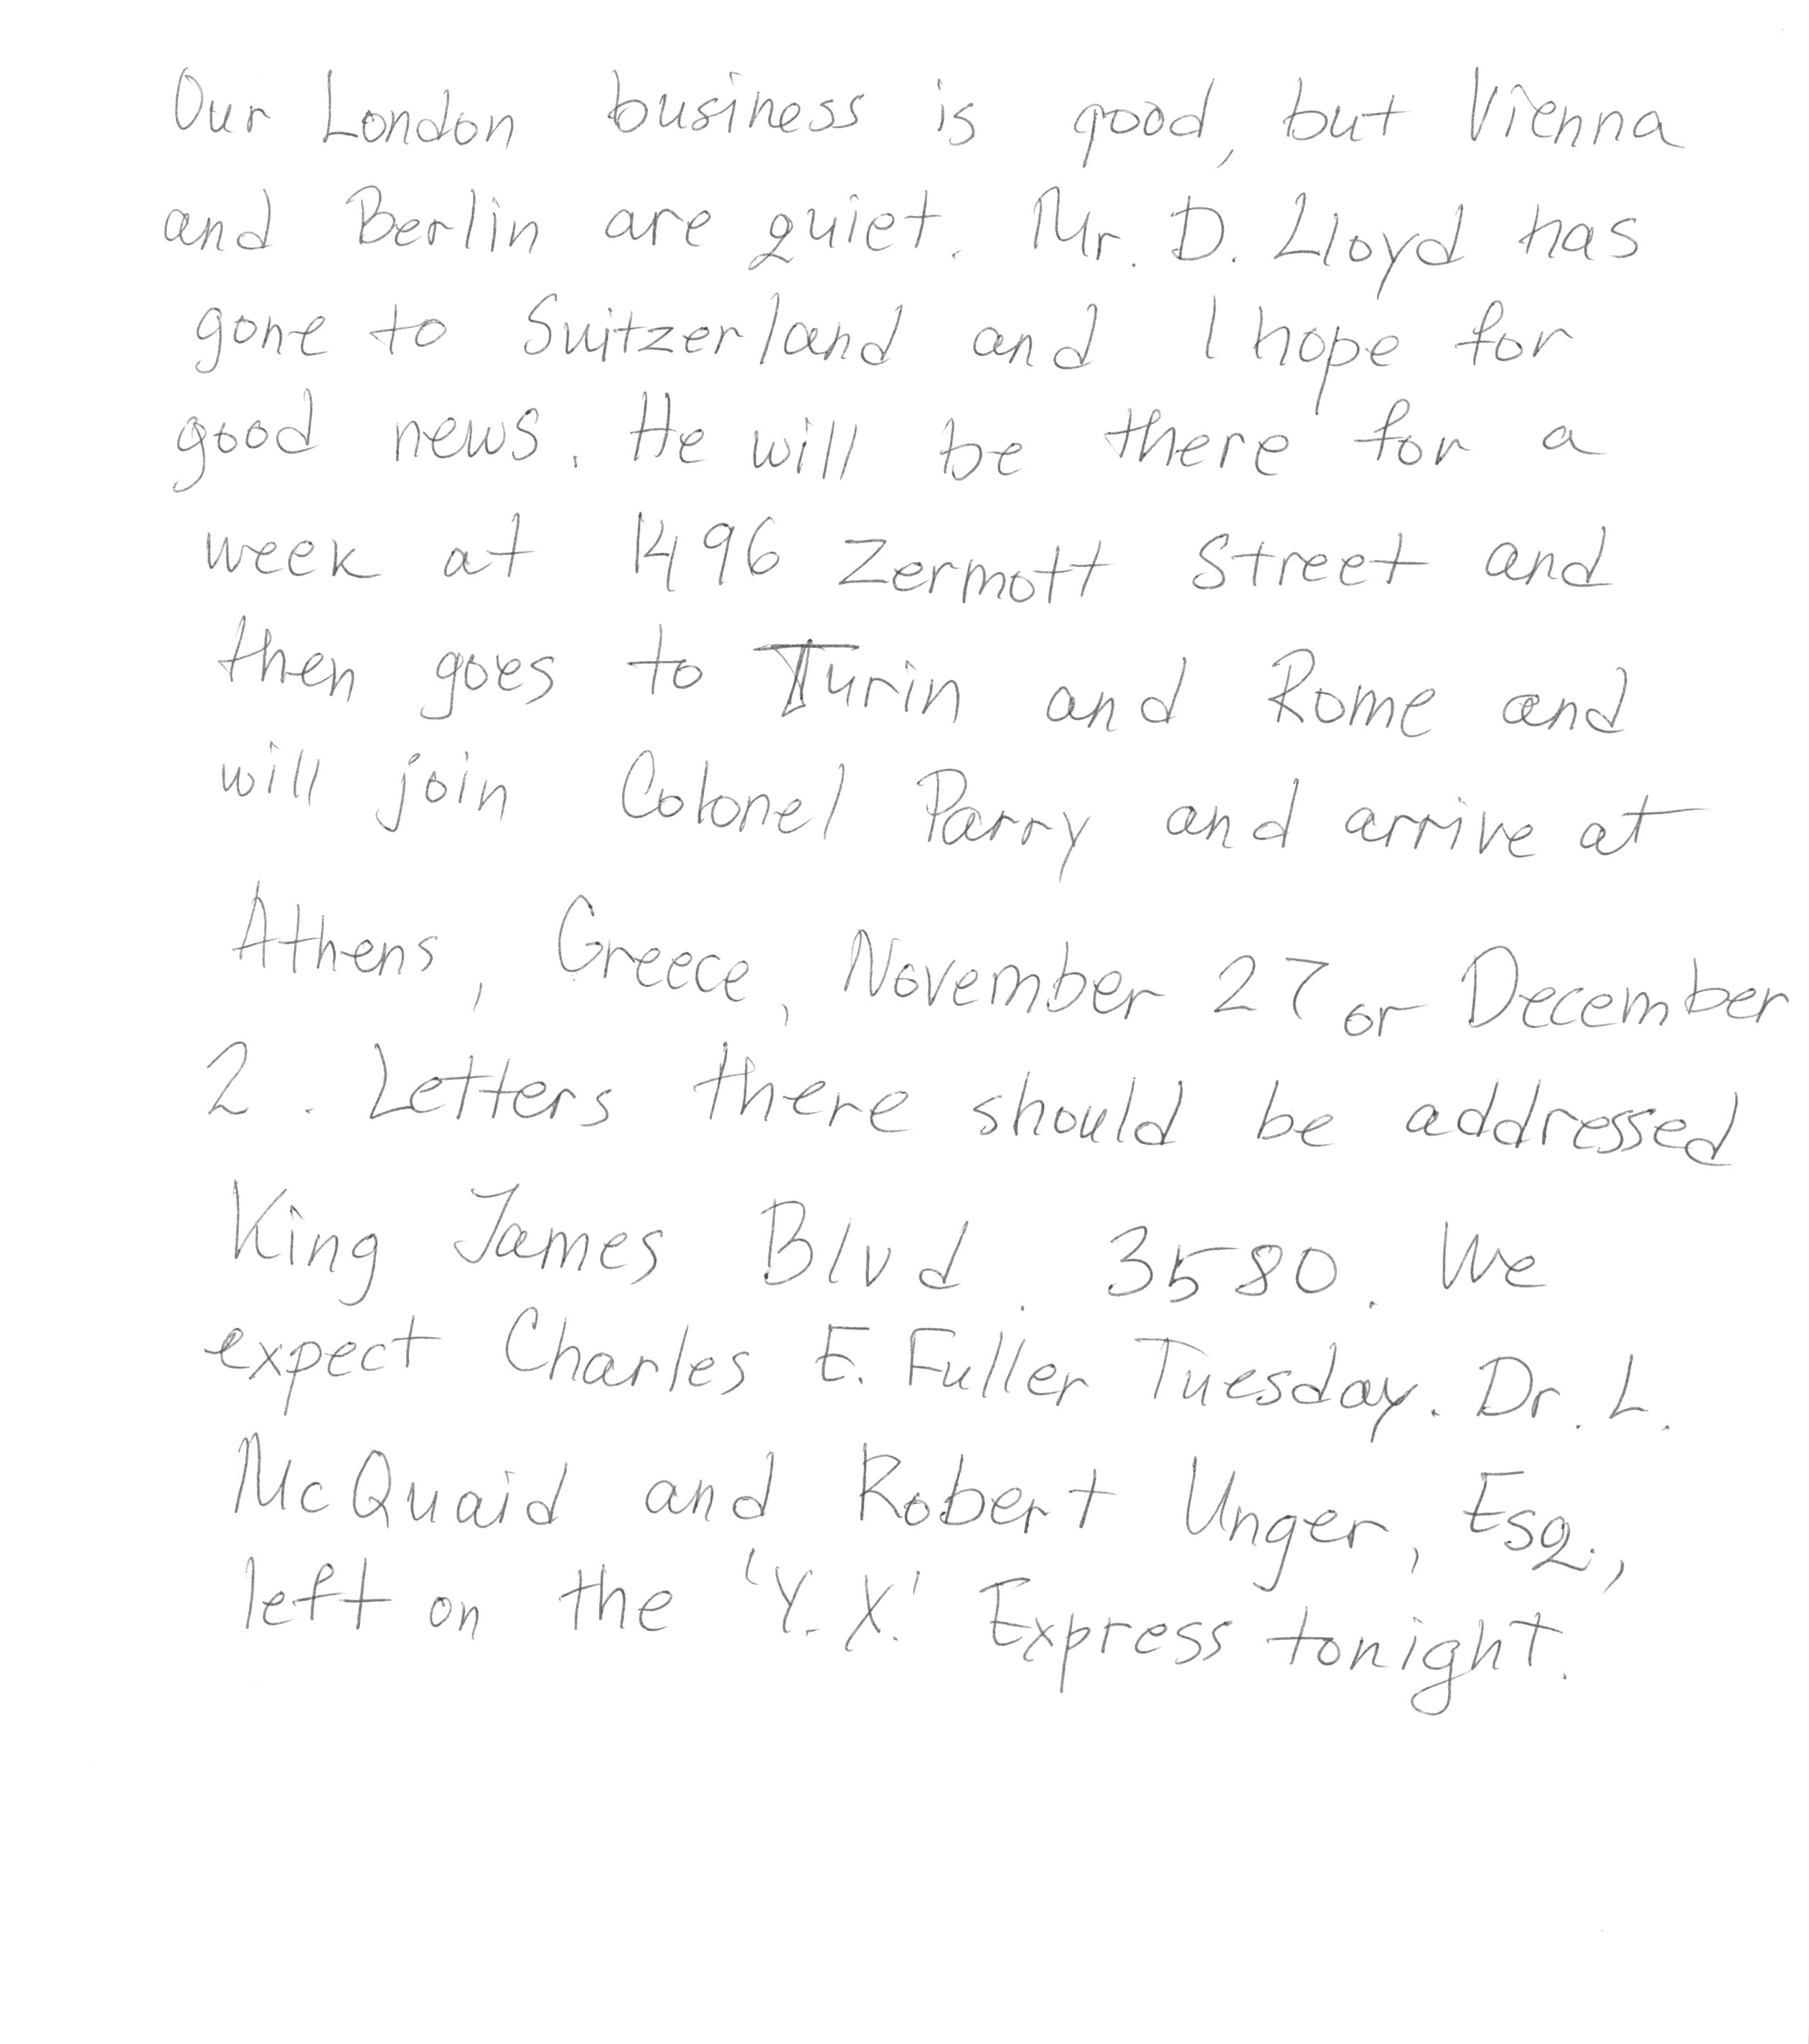 Our London business is good, but Vienna
and Berlin are quiet. Mr. D. Lloyd has
gone to Switzerland and I hope for
good news. He will be there for a
week at 1496 Zermott Street and
then goes to Turin and Rome and
will join Colonel Parry and arrive at
Athens, Greece, November 27 or December
2. Letters there should be addressed
King James Blvd. 3580. We
expect Charles E. Fuller Tuesday. Dr. L.
McQuaid and Robert Unger, Esq.,
left on the 'Y.X.' Express tonight.